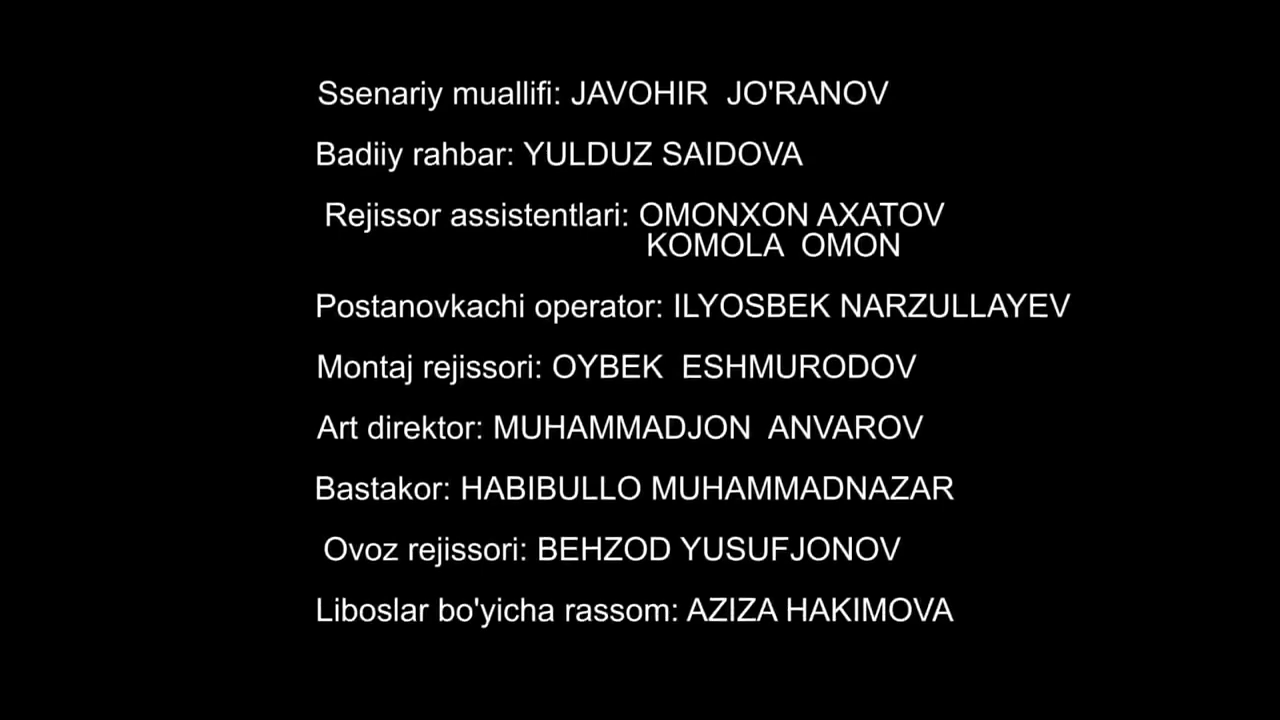 Ssenariy muallifi: JAVOHIR JO'RANOV
Badiiy rahbar: YULDUZ SAIDOVA
Rejissor assistentlari: OMONXON AXATOV
KOMOLA OMON
Postanovkachi operator: ILYOSBEK NARZULLAYEV
Montaj rejissori: OYBEK ESHMURODOV
Art direktor: MUHAMMADJON ANVAROV
Bastakor: HABIBULLO MUHAMMADNAZAR
Ovoz rejissori: BEHZOD YUSUFJONOV
Liboslar bo'yicha rassom: AZIZA HAKIMOVA